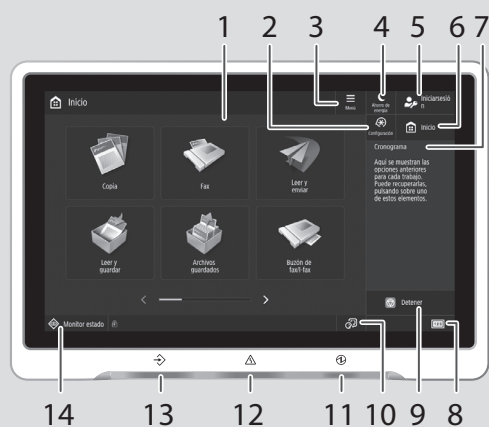 1
2
3
4
5
6
7
Inicio
Menú
Ahorro de
energía
Iniciarsesió
n
Configuración
Inicio
Cronograma
Aquí se muestran las
opciones anteriores
para cada trabajo.
Puede recuperarlas,
pulsando sobre uno
de estos elementos.
Copia
Fax
Leer y
enviar
Leer y
guardar
Archivos
guardados
Buzón de
fax/I-fax
Detener
Monitor estado
14
13
12
11
10
9
8